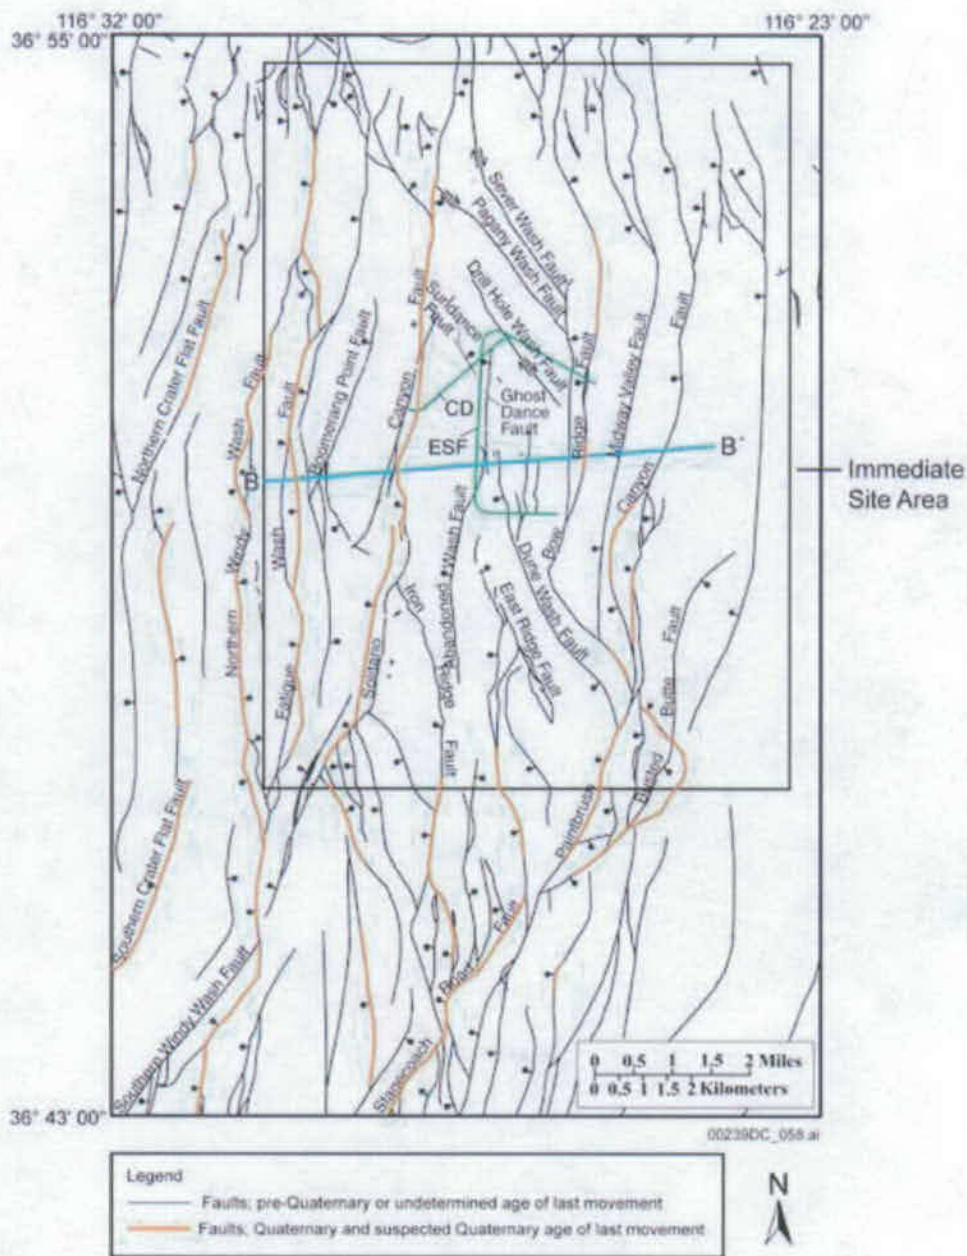 116° 32' 00"
116° 23' 00"
36° 55' 00"
Sever Wash Fault
Pagany Wash Fault
Drill Hole Wash Fault
Sundance
Fault
Northern Crater Flat Fault
Fault
Canyon
Solitario
Boomerang Point Fault
Fault
Wash
Windy
Northern
Fault
Wash
Fatigue
CD
ESF
Ghost
Dance
Fault
Fault
Ridge
Bow
Midway Valley Fault
Fault
Canyon
Paintbrush
B
B'
Immediate
Site Area
Abandoned Wash Fault
Iron
Ridge
Fault
Dune Wash Fault
East Ridge Fault
Fault
Butte
Busted
Southern Crater Flat Fault
Southern Windy Wash Fault
Stagecoach
Road
Fault
0 0.5 1 1.5 2 Miles
0 0.5 1 1.5 2 Kilometers
36° 43' 00"
00239DC_058.ai
Legend
Faults; pre-Quaternary or undetermined age of last movement
Faults; Quaternary and suspected Quaternary age of last movement
N